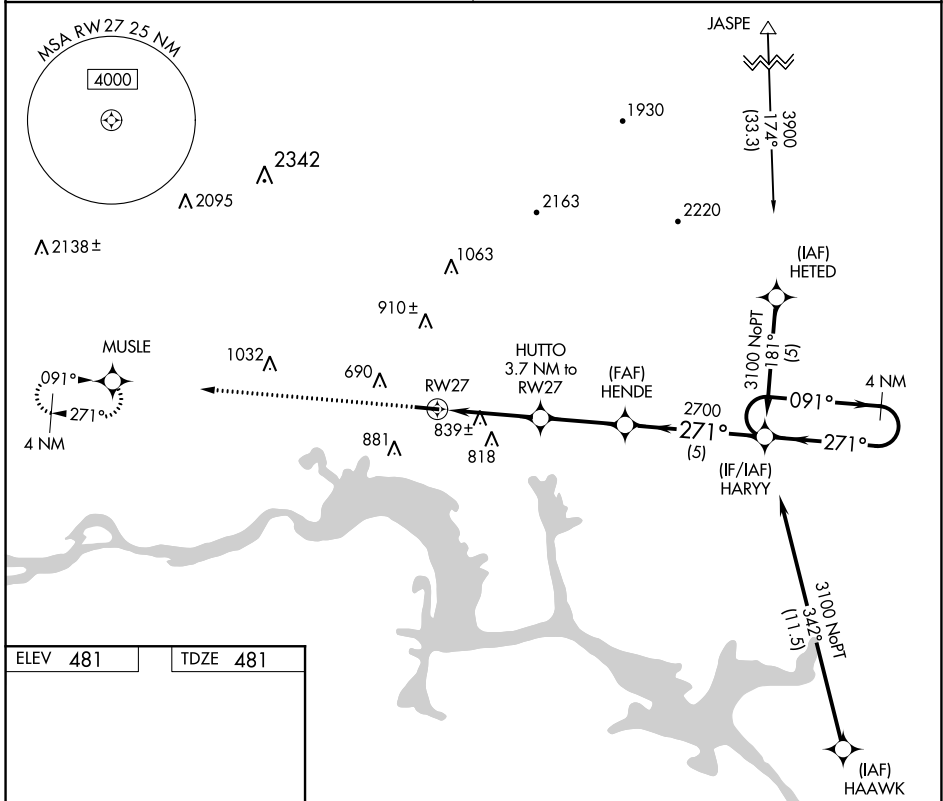 MSA RW27 25 NM
4000
JASPE
3900
174°
(33.3)
1930
2342
2095
2163
2220
2138±
1063
(IAF)
HETED
910±
3100 NoPT
181°
(5)
MUSLE
1032
690
RW27
HUTTO
3.7 NM to
RW27
(FAF)
HENDE
4 NM
091°
091°
271°
4 NM
839±
818
881
2700
271°
(5)
271°
(IF/IAF)
HARYY
3100 NoPT
342°
(11.5)
ELEV 481
TDZE 481
(IAF)
HAAWK